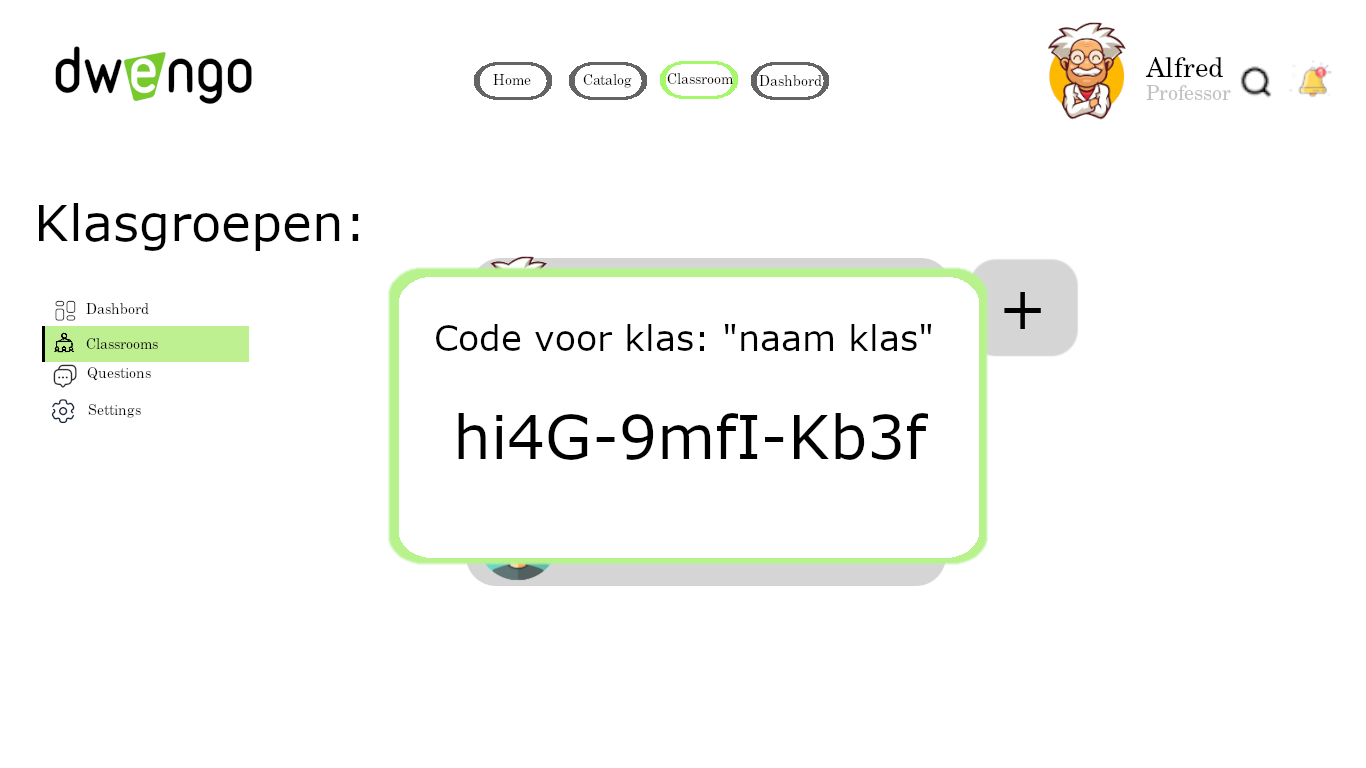 dwengo
Home
Catalog
Classroom
Dashbord
Alfred
Professor
1
Klasgroepen:
+
Dashbord
Classrooms
Questions
Settings
Code voor klas: "naam klas"
hi4G-9mfI-Kb3f